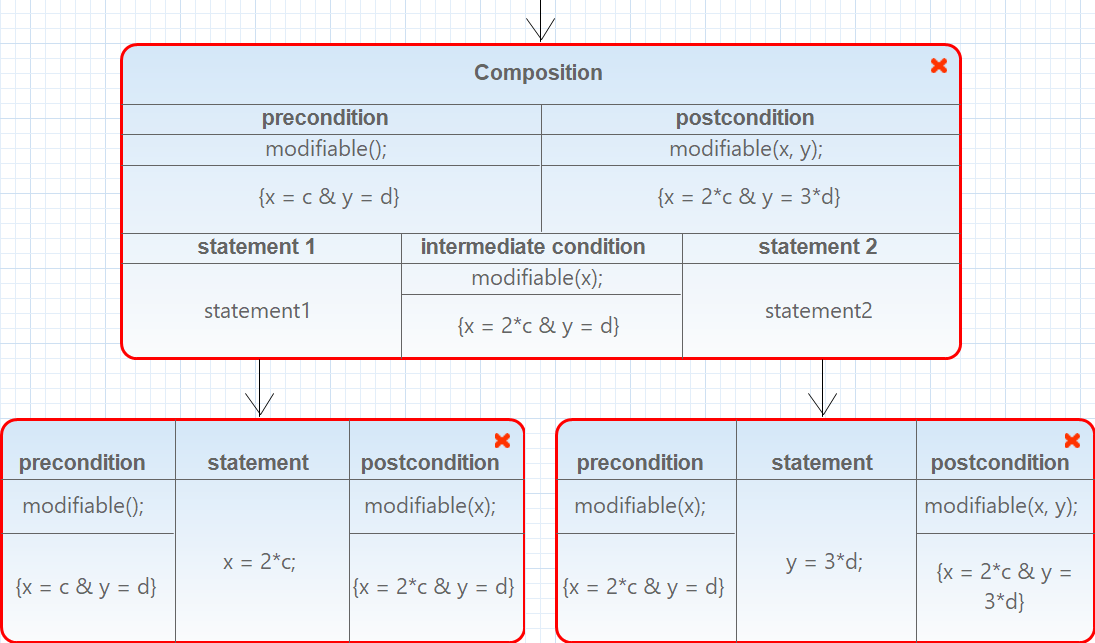 Composition
precondition
postcondition
modifiable();
modifiable(x, y);
{x = c & y = d}
{x = 2*c & y = 3*d}
statement 1
intermediate condition
statement 2
statement1
modifiable(x);
{x = 2*c & y = d}
statement2
precondition
statement
postcondition
modifiable();
x = 2*c;
modifiable(x);
{x = c & y = d}
{x = 2*c & y = d}
precondition
statement
postcondition
modifiable(x);
y = 3*d;
modifiable(x, y);
{x = 2*c & y = d}
{x = 2*c & y =
3*d}